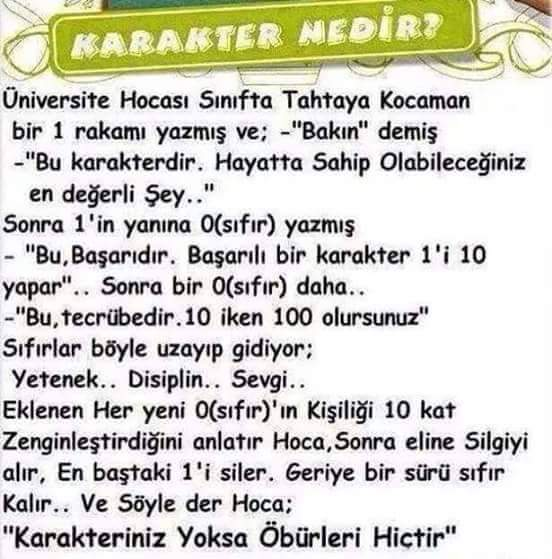 KARAKTER NEDİR?
Üniversite Hocası Sınıfta Tahtaya Kocaman
bir 1 rakamı yazmış ve; -"Bakın" demiş
-"Bu karakterdir. Hayatta Sahip Olabileceğiniz
en değerli Şey.."
Sonra 1'in yanına 0(sıfır) yazmış
- "Bu,Başarıdır. Başarılı bir karakter 1'i 10
yapar".. Sonra bir 0(sıfır) daha..
-"Bu,tecrübedir.10 iken 100 olursunuz"
Sıfırlar böyle uzayıp gidiyor;
Yetenek.. Disiplin.. Sevgi..
Eklenen Her yeni 0(sıfır)'ın Kişiliği 10 kat
Zenginleştirdiğini anlatır Hoca,Sonra eline Silgiyi
alır, En baştaki 1'i siler. Geriye bir sürü sıfır
Kalır.. Ve Söyle der Hoca;
"Karakteriniz Yoksa Öbürleri Hictir"